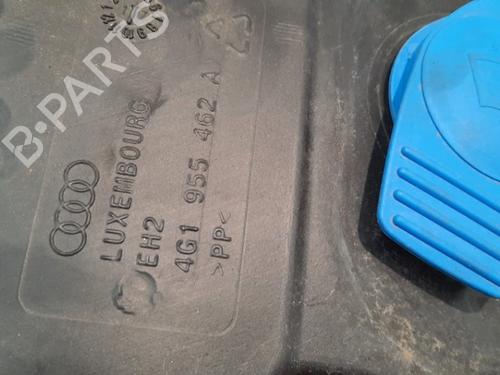 B-PARTS
LUXEMBOURG
EH2
4G1 955 462 A
>PP<